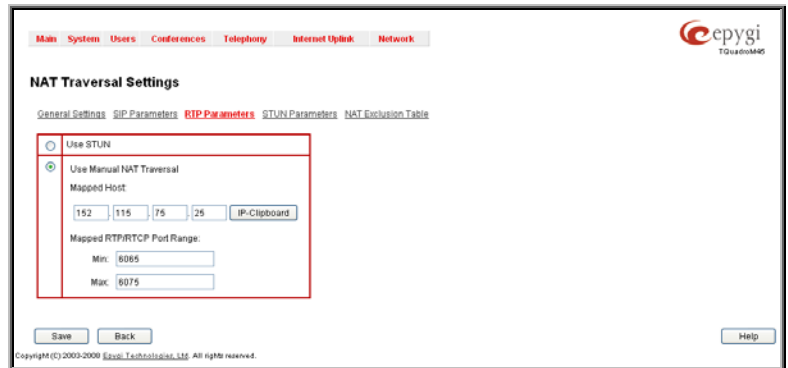 epygi
TQuadroM45
Main System Users Conferences Telephony Internet Uplink Network
NAT Traversal Settings
General Settings SIP Parameters RTP Parameters STUN Parameters NAT Exclusion Table
Use STUN
Use Manual NAT Traversal
Mapped Host:
152 . 115 . 75 . 25 IP-Clipboard
Mapped RTP/RTCP Port Range:
Min: 6065
Max: 6075
Save Back Help
Copyright (C) 2003-2008 Epygi Technologies, Ltd. All rights reserved.